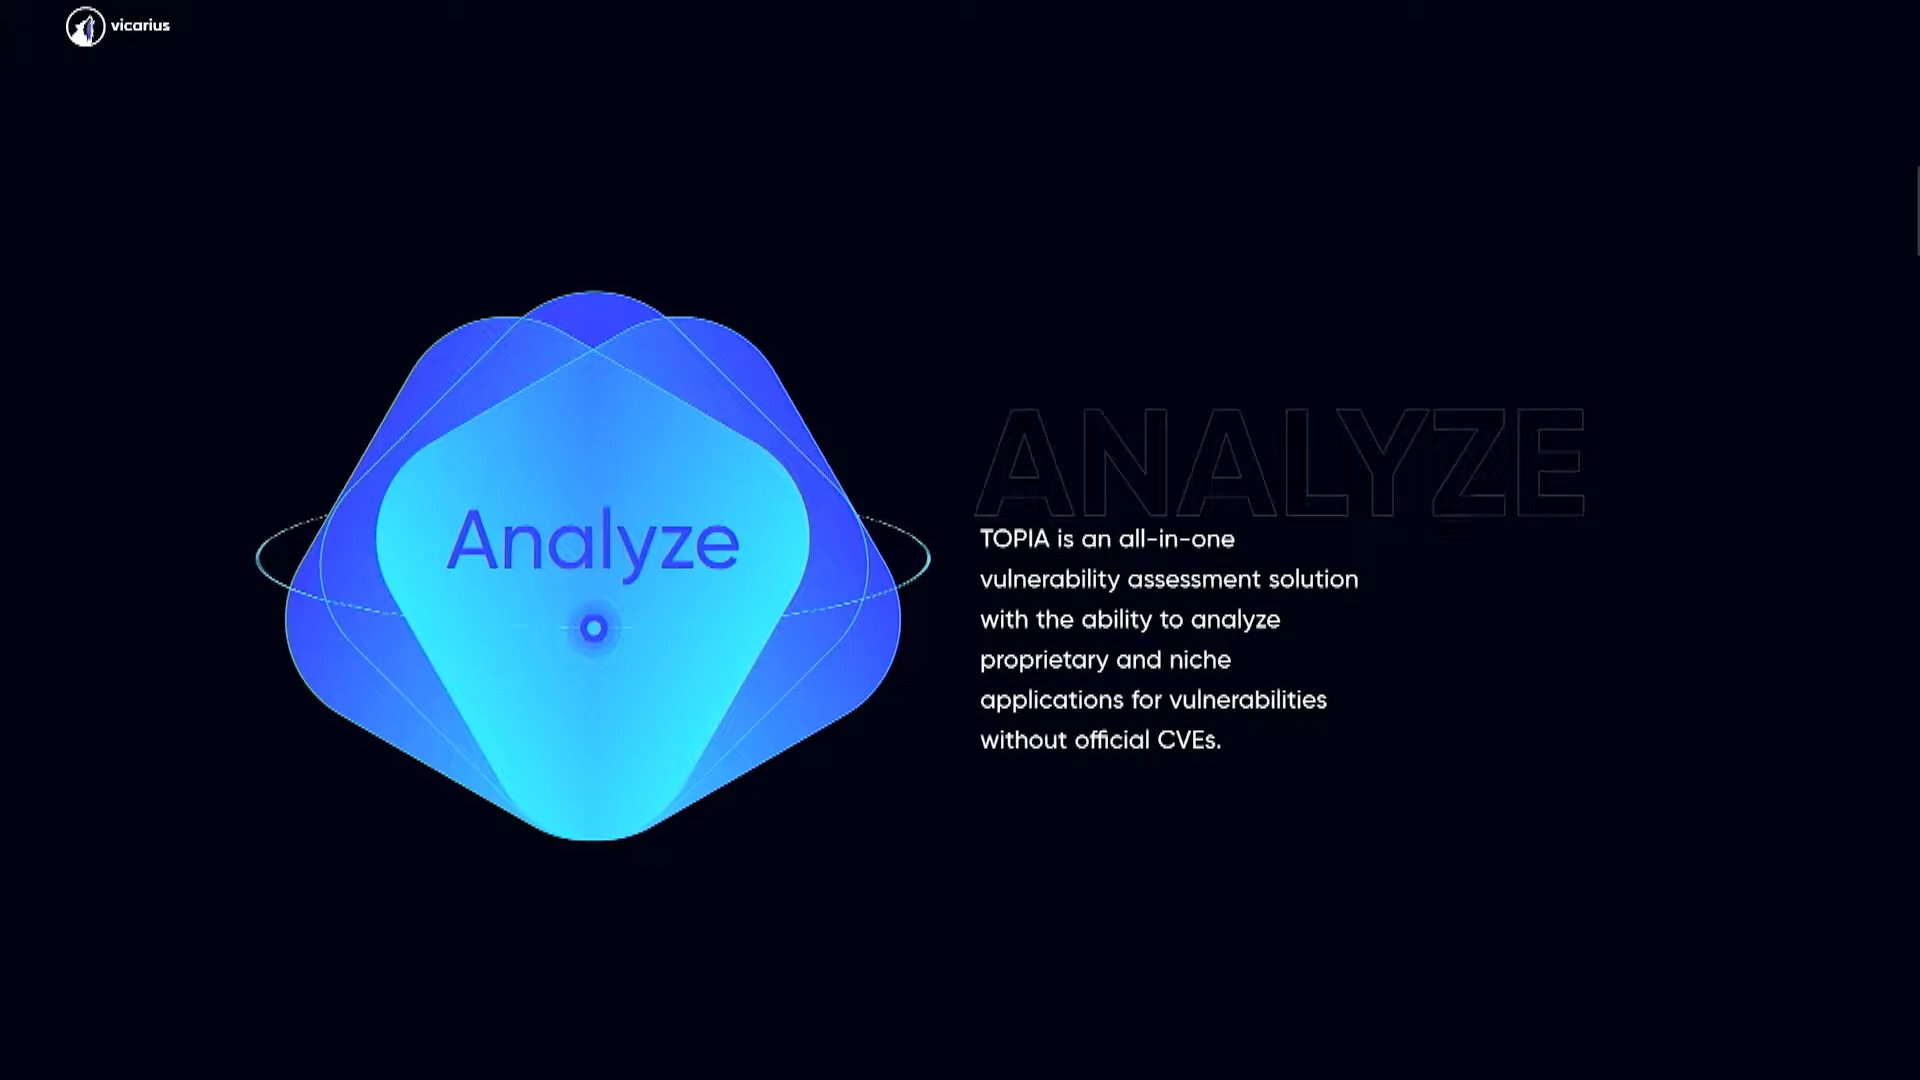 vicarius
Analyze
ANALYZE
TOPIA is an all-in-one
vulnerability assessment solution
with the ability to analyze
proprietary and niche
applications for vulnerabilities
without official CVEs.